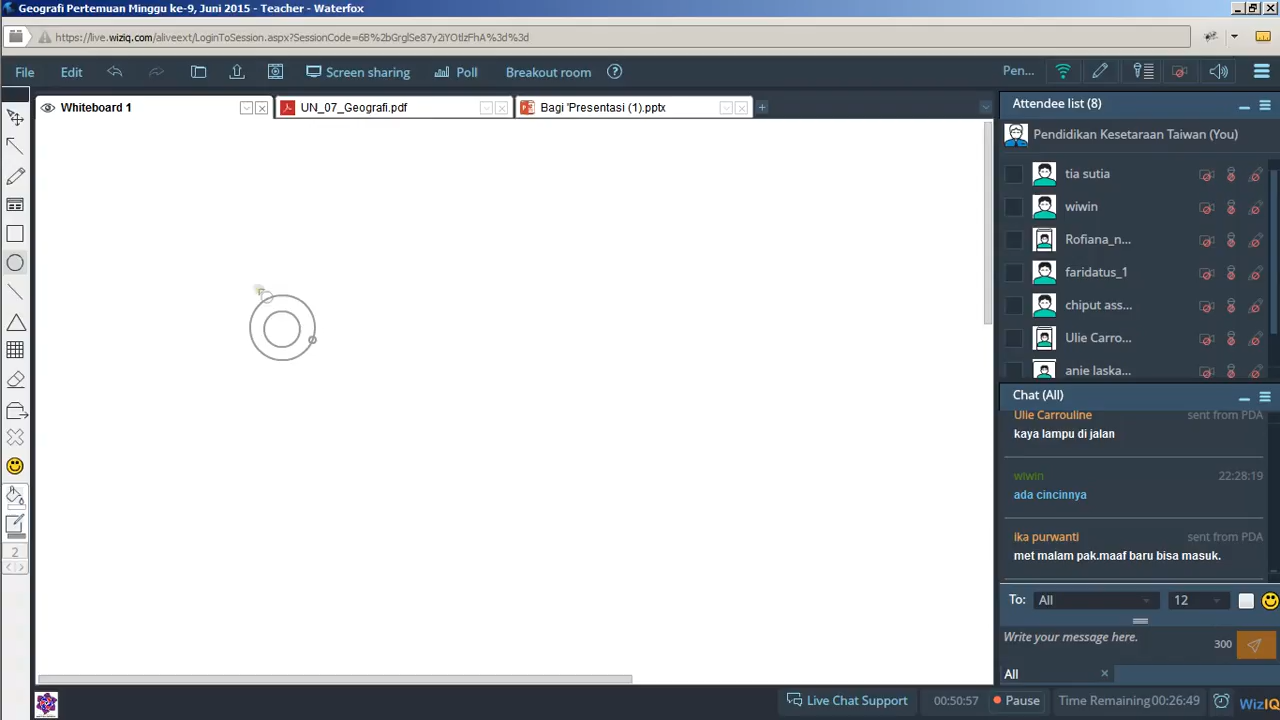 Geografi Pertemuan Minggu ke-9, Juni 2015 - Teacher - Waterfox
https://live.wiziq.com/aliveext/LoginToSession.aspx?SessionCode=6B%2bGrglSe87y2iYOtlzFhA%3d%3d
File Edit Screen sharing Poll Breakout room ? Pen...
Whiteboard 1 UN_07_Geografi.pdf Bagi 'Presentasi (1).pptx
Attendee list (8)
Pendidikan Kesetaraan Taiwan (You)
tia sutia
wiwin
Rofiana_n...
faridatus_1
chiput ass...
Ulie Carro...
anie laska...
Chat (All)
Ulie Carrouline sent from PDA
kaya lampu di jalan
wiwin 22:28:19
ada cincinnya
ika purwanti sent from PDA
met malam pak.maaf baru bisa masuk.
2
To: All 12
Write your message here. 300
All
Live Chat Support 00:50:57 Pause Time Remaining 00:26:49 WizIQ